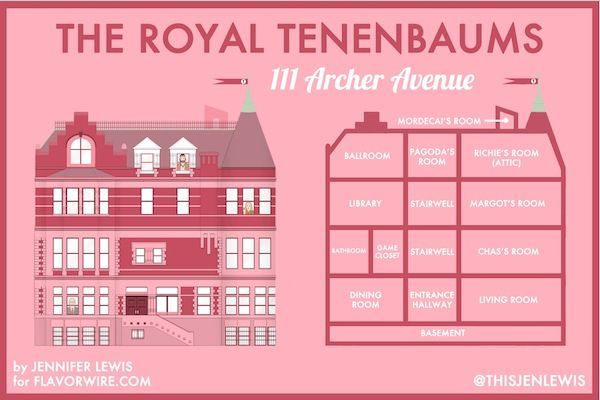 THE ROYAL TENENBAUMS
111 Archer Avenue
MORDECAI'S ROOM
BALLROOM
PAGODA'S
ROOM
RICHIE'S ROOM
(ATTIC)
LIBRARY
STAIRWELL
MARGOT'S ROOM
BATHROOM
GAME
CLOSET
STAIRWELL
CHAS'S ROOM
DINING
ROOM
ENTRANCE
HALLWAY
LIVING ROOM
BASEMENT
by JENNIFER LEWIS
for FLAVORWIRE.COM
@THISJENLEWIS